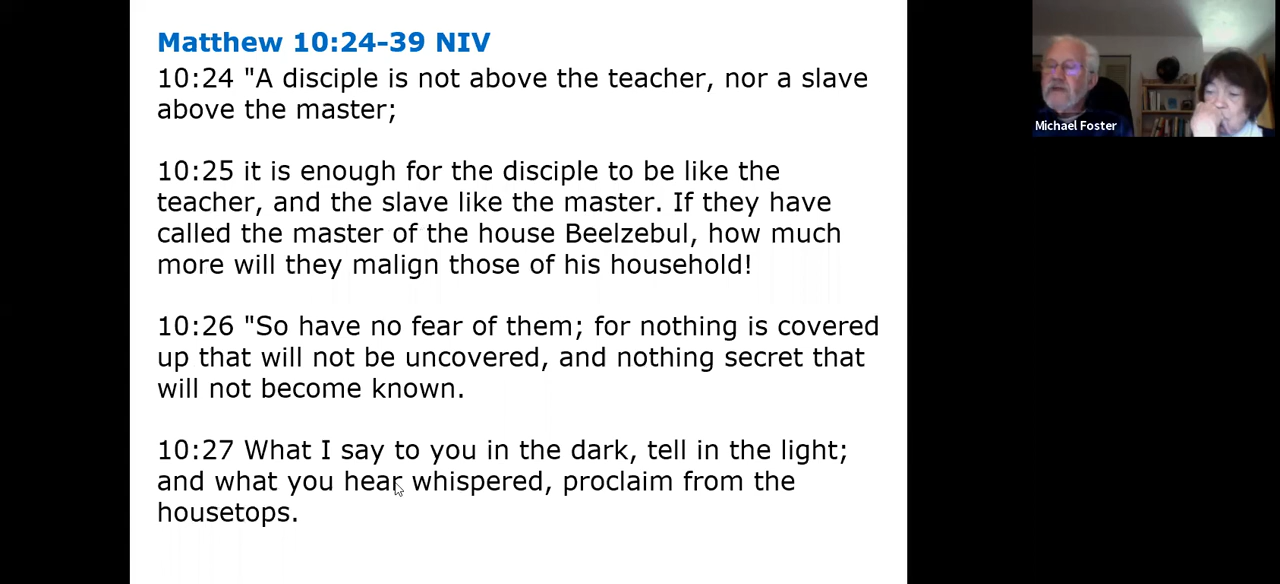 Matthew 10:24-39 NIV
10:24 "A disciple is not above the teacher, nor a slave
above the master;
10:25 it is enough for the disciple to be like the
teacher, and the slave like the master. If they have
called the master of the house Beelzebul, how much
more will they malign those of his household!
10:26 "So have no fear of them; for nothing is covered
up that will not be uncovered, and nothing secret that
will not become known.
10:27 What I say to you in the dark, tell in the light;
and what you hear whispered, proclaim from the
housetops.
Michael Foster